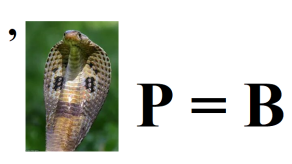 , P = B